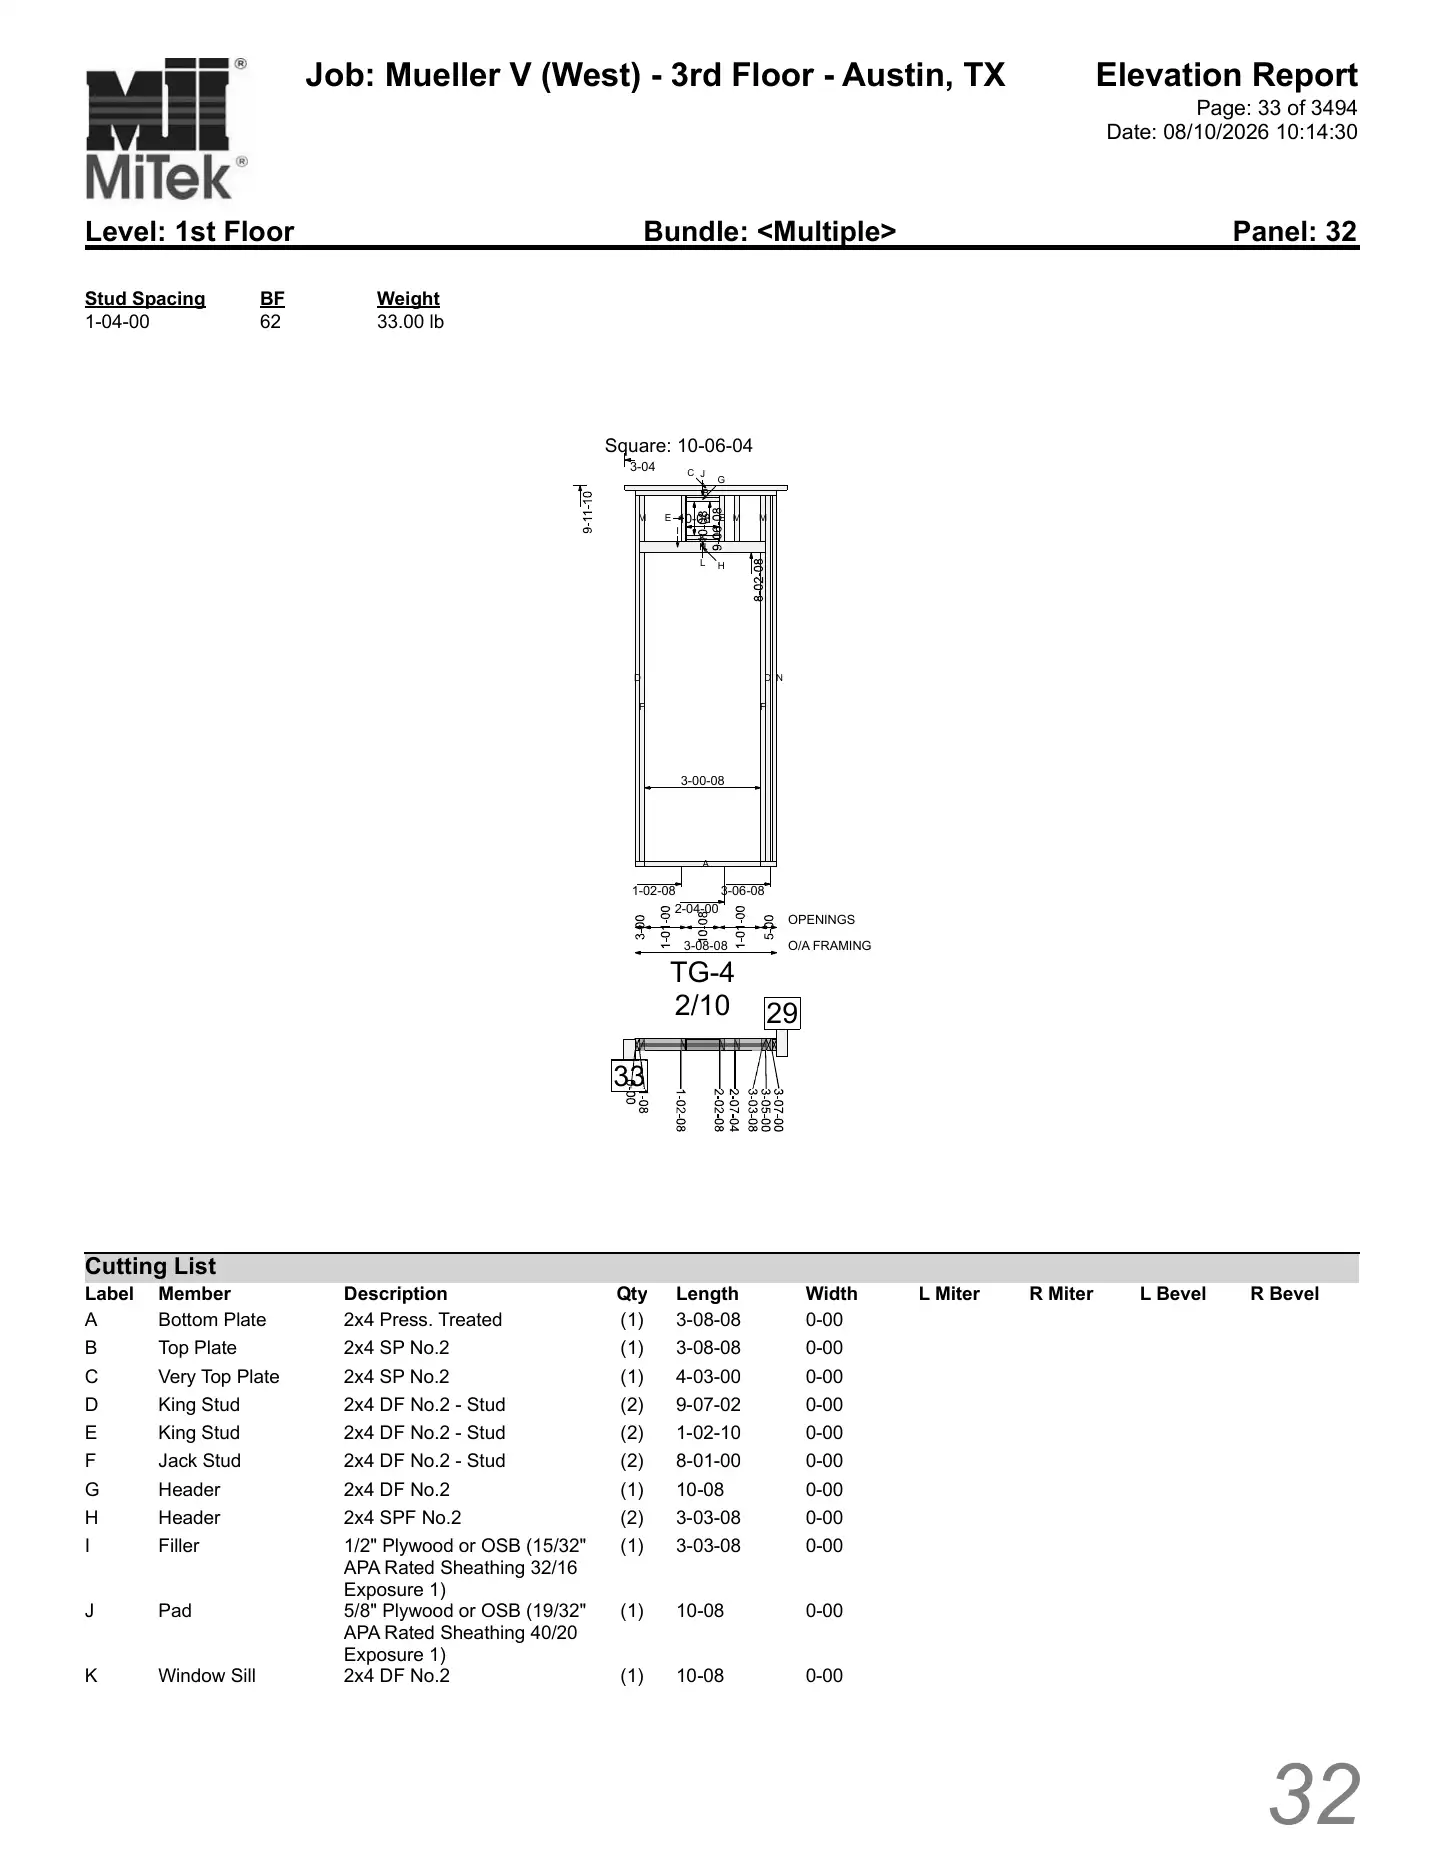 Job: Mueller V (West) - 3rd Floor - Austin, TX
Elevation Report
Page: 33 of 3494
Date: 08/10/2026 10:14:30
MiTek®
Level: 1st Floor Bundle: <Multiple> Panel: 32
Stud Spacing BF Weight
1-04-00 62 33.00 lb
Square: 10-06-04
3-04
C J
G
9-11-10
M E E M M
9-06-08
L H
8-02-08
D D N
F F
3-00-08
A
1-02-08 3-06-08
2-04-00
3-00 1-01-00 10-08 1-01-00 5-00 OPENINGS
3-08-08 O/A FRAMING
TG-4
2/10
29
33
1-02-08 2-02-08 2-07-04 3-03-08 3-05-00 3-07-00
Cutting List
Label Member Description Qty Length Width L Miter R Miter L Bevel R Bevel
A Bottom Plate 2x4 Press. Treated (1) 3-08-08 0-00
B Top Plate 2x4 SP No.2 (1) 3-08-08 0-00
C Very Top Plate 2x4 SP No.2 (1) 4-03-00 0-00
D King Stud 2x4 DF No.2 - Stud (2) 9-07-02 0-00
E King Stud 2x4 DF No.2 - Stud (2) 1-02-10 0-00
F Jack Stud 2x4 DF No.2 - Stud (2) 8-01-00 0-00
G Header 2x4 DF No.2 (1) 10-08 0-00
H Header 2x4 SPF No.2 (2) 3-03-08 0-00
I Filler 1/2" Plywood or OSB (15/32" (1) 3-03-08 0-00
APA Rated Sheathing 32/16
Exposure 1)
J Pad 5/8" Plywood or OSB (19/32" (1) 10-08 0-00
APA Rated Sheathing 40/20
Exposure 1)
K Window Sill 2x4 DF No.2 (1) 10-08 0-00
32